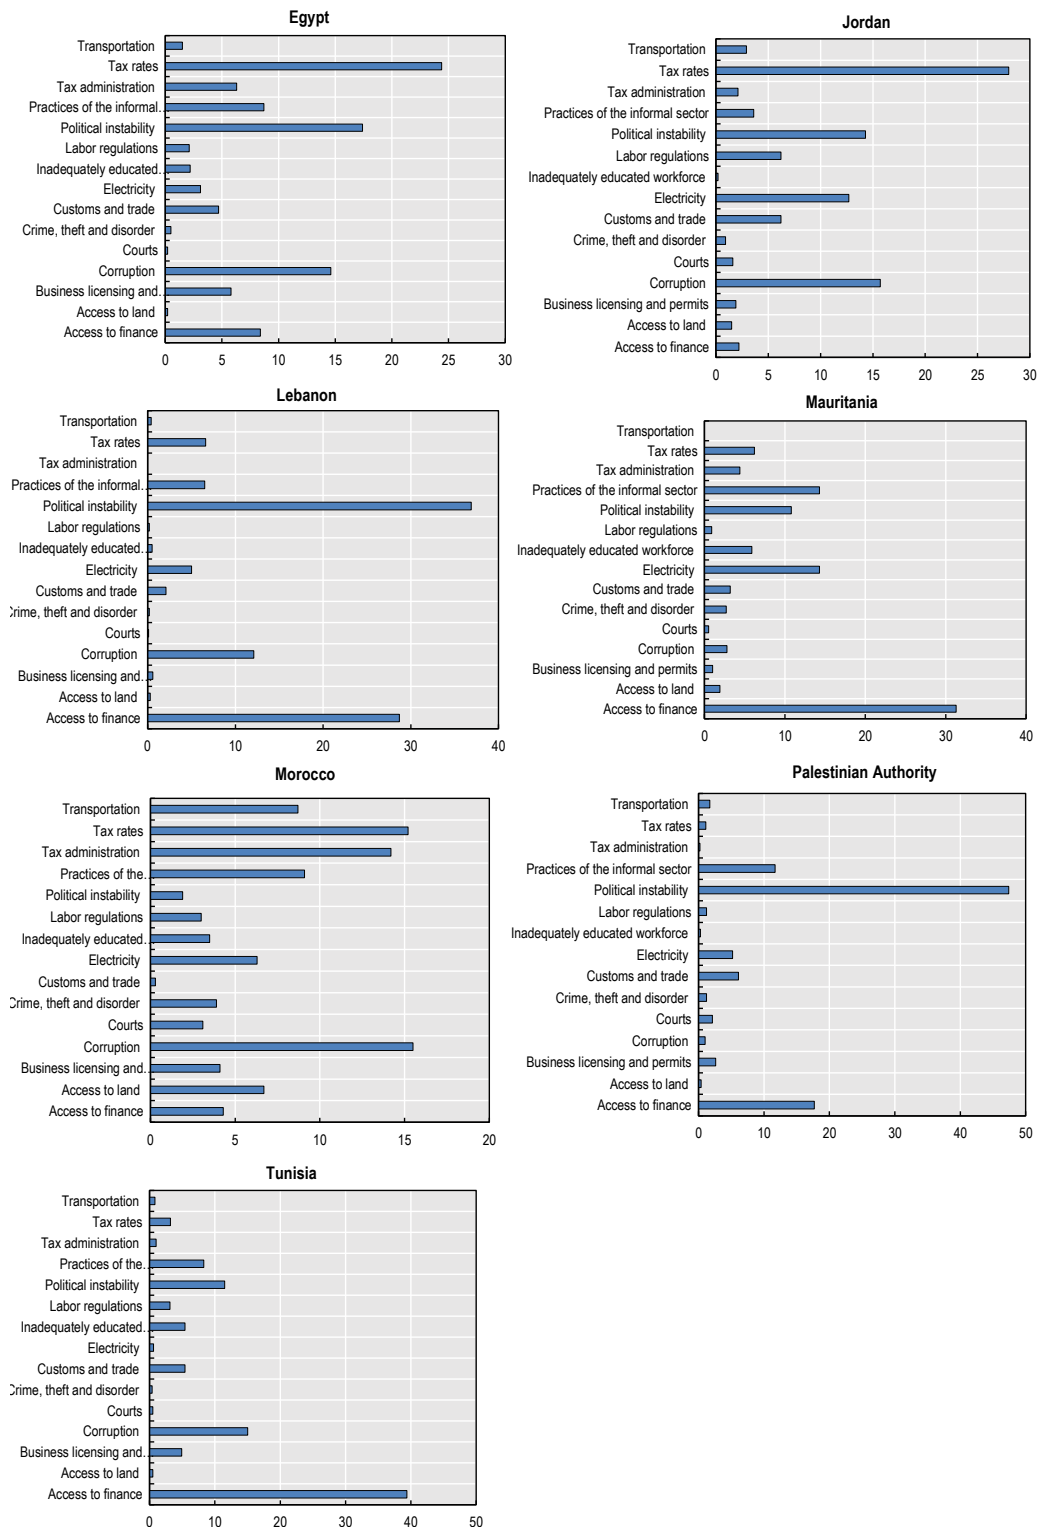 Egypt
Transportation
Tax rates
Tax administration
Practices of the informal..
Political instability
Labor regulations
Inadequately educated..
Electricity
Customs and trade
Crime, theft and disorder
Courts
Corruption
Business licensing and..
Access to land
Access to finance
0 5 10 15 20 25 30
Jordan
Transportation
Tax rates
Tax administration
Practices of the informal sector
Political instability
Labor regulations
Inadequately educated workforce
Electricity
Customs and trade
Crime, theft and disorder
Courts
Corruption
Business licensing and permits
Access to land
Access to finance
0 5 10 15 20 25 30
Lebanon
Transportation
Tax rates
Tax administration
Practices of the informal..
Political instability
Labor regulations
Inadequately educated..
Electricity
Customs and trade
Crime, theft and disorder
Courts
Corruption
Business licensing and..
Access to land
Access to finance
0 10 20 30 40
Mauritania
Transportation
Tax rates
Tax administration
Practices of the informal sector
Political instability
Labor regulations
Inadequately educated workforce
Electricity
Customs and trade
Crime, theft and disorder
Courts
Corruption
Business licensing and permits
Access to land
Access to finance
0 10 20 30 40
Morocco
Transportation
Tax rates
Tax administration
Practices of the..
Political instability
Labor regulations
Inadequately educated..
Electricity
Customs and trade
Crime, theft and disorder
Courts
Corruption
Business licensing and..
Access to land
Access to finance
0 5 10 15 20
Palestinian Authority
Transportation
Tax rates
Tax administration
Practices of the informal sector
Political instability
Labor regulations
Inadequately educated workforce
Electricity
Customs and trade
Crime, theft and disorder
Courts
Corruption
Business licensing and permits
Access to land
Access to finance
0 10 20 30 40 50
Tunisia
Transportation
Tax rates
Tax administration
Practices of the..
Political instability
Labor regulations
Inadequately educated..
Electricity
Customs and trade
Crime, theft and disorder
Courts
Corruption
Business licensing and..
Access to land
Access to finance
0 10 20 30 40 50